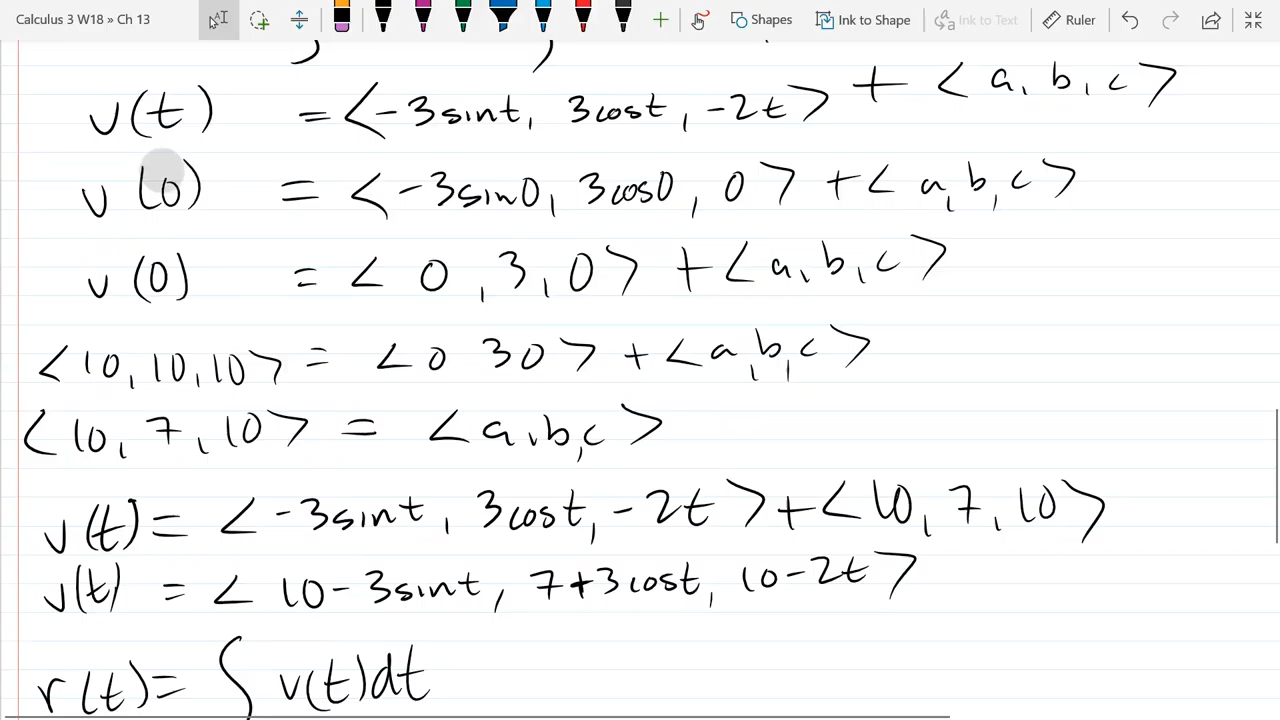 Calculus 3 W18 » Ch 13
Shapes
Ink to Shape
Ink to Text
Ruler
v(t) = <-3sint, 3cost, -2t> + <a, b, c>
v(0) = <-3sin0, 3cos0, 0> + <a, b, c>
v(0) = <0, 3, 0> + <a, b, c>
<10, 10, 10> = <0 3 0> + <a, b, c>
<10, 7, 10> = <a, b, c>
v(t) = <-3sint, 3cost, -2t> + <10, 7, 10>
v(t) = <10-3sint, 7+3cost, 10-2t>
r(t) = ∫ v(t)dt